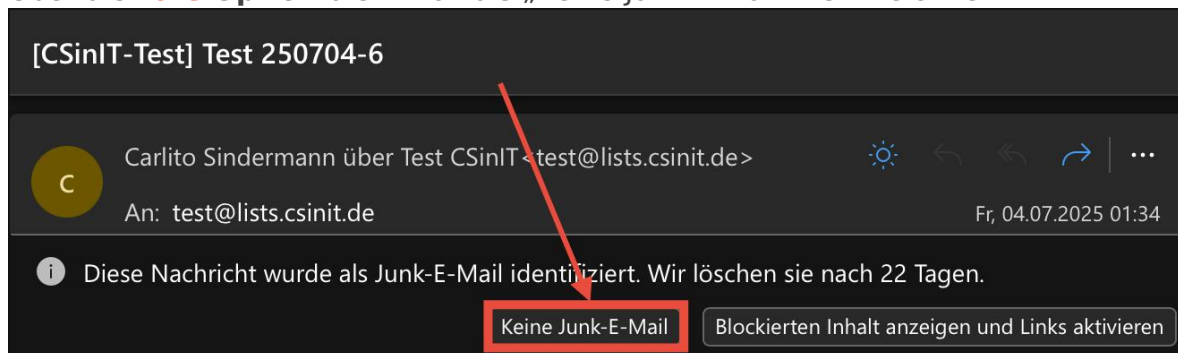 [CSinIT-Test] Test 250704-6
Carlito Sindermann über Test CSinIT<test@lists.csinit.de>
C
An: test@lists.csinit.de
Fr, 04.07.2025 01:34
Diese Nachricht wurde als Junk-E-Mail identifiziert. Wir löschen sie nach 22 Tagen.
Keine Junk-E-Mail
Blockierten Inhalt anzeigen und Links aktivieren